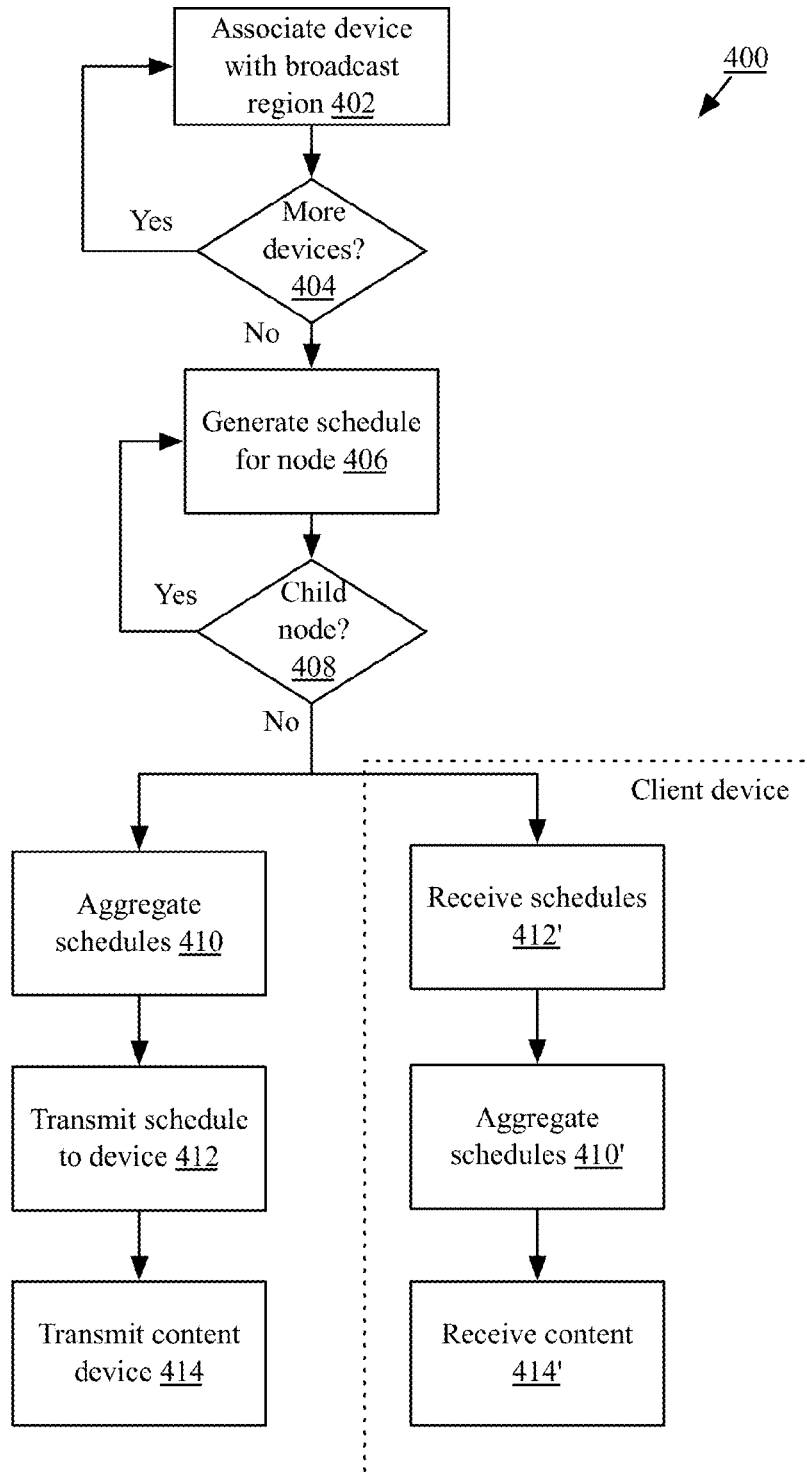 Associate device
with broadcast
region 402
400
Yes
More
devices?
404
No
Generate schedule
for node 406
Yes
Child
node?
408
No
Client device
Aggregate
schedules 410
Receive schedules
412'
Transmit schedule
to device 412
Aggregate
schedules 410'
Transmit content
device 414
Receive content
414'